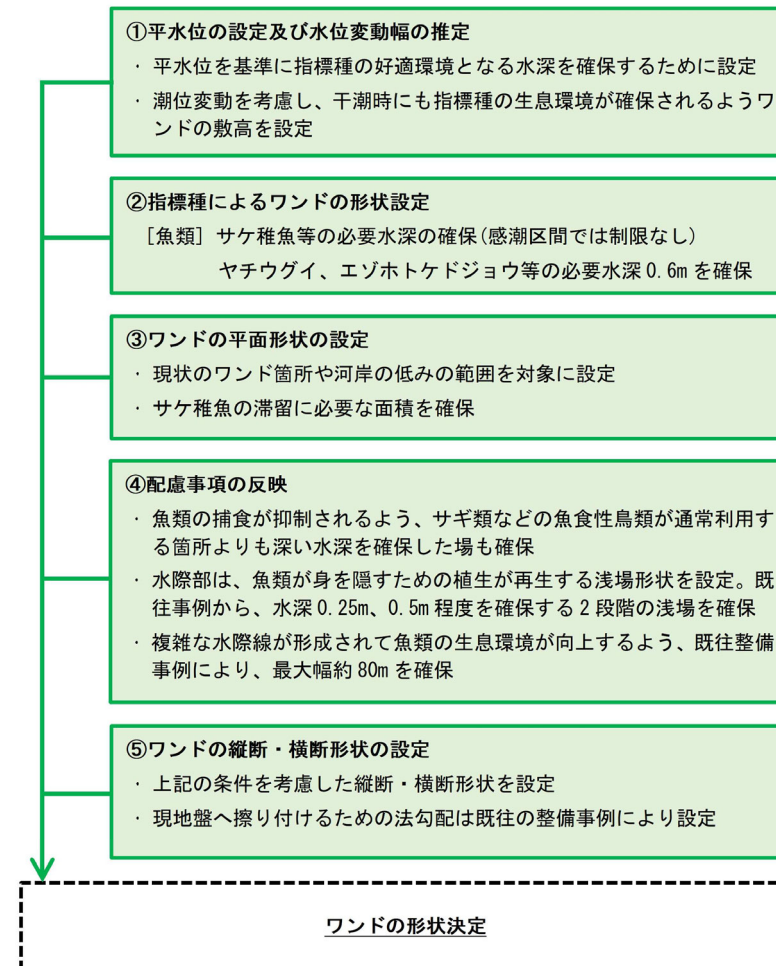 ①平水位の設定及び水位変動幅の推定
・ 平水位を基準に指標種の好適環境となる水深を確保するために設定
・ 潮位変動を考慮し、干潮時にも指標種の生息環境が確保されるようワ
ンドの敷高を設定
②指標種によるワンドの形状設定
［魚類］サケ稚魚等の必要水深の確保(感潮区間では制限なし)
ヤチウグイ、エゾホトケドジョウ等の必要水深 0.6m を確保
③ワンドの平面形状の設定
・ 現状のワンド箇所や河岸の低みの範囲を対象に設定
・ サケ稚魚の滞留に必要な面積を確保
④配慮事項の反映
・ 魚類の捕食が抑制されるよう、サギ類などの魚食性鳥類が通常利用す
る箇所よりも深い水深を確保した場も確保
・ 水際部は、魚類が身を隠すための植生が再生する浅場形状を設定。既
往事例から、水深 0.25m、0.5m 程度を確保する 2 段階の浅場を確保
・ 複雑な水際線が形成されて魚類の生息環境が向上するよう、既往整備
事例により、最大幅約 80m を確保
⑤ワンドの縦断・横断形状の設定
・ 上記の条件を考慮した縦断・横断形状を設定
・ 現地盤へ擦り付けるための法勾配は既往の整備事例により設定
ワンドの形状決定